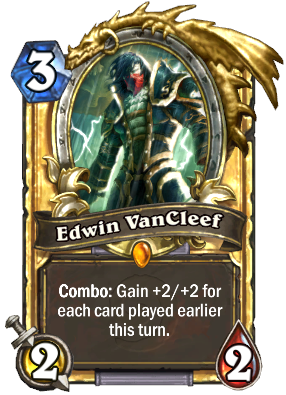 3
Edwin VanCleef
Combo: Gain +2/+2 for
each card played earlier
this turn.
2
2